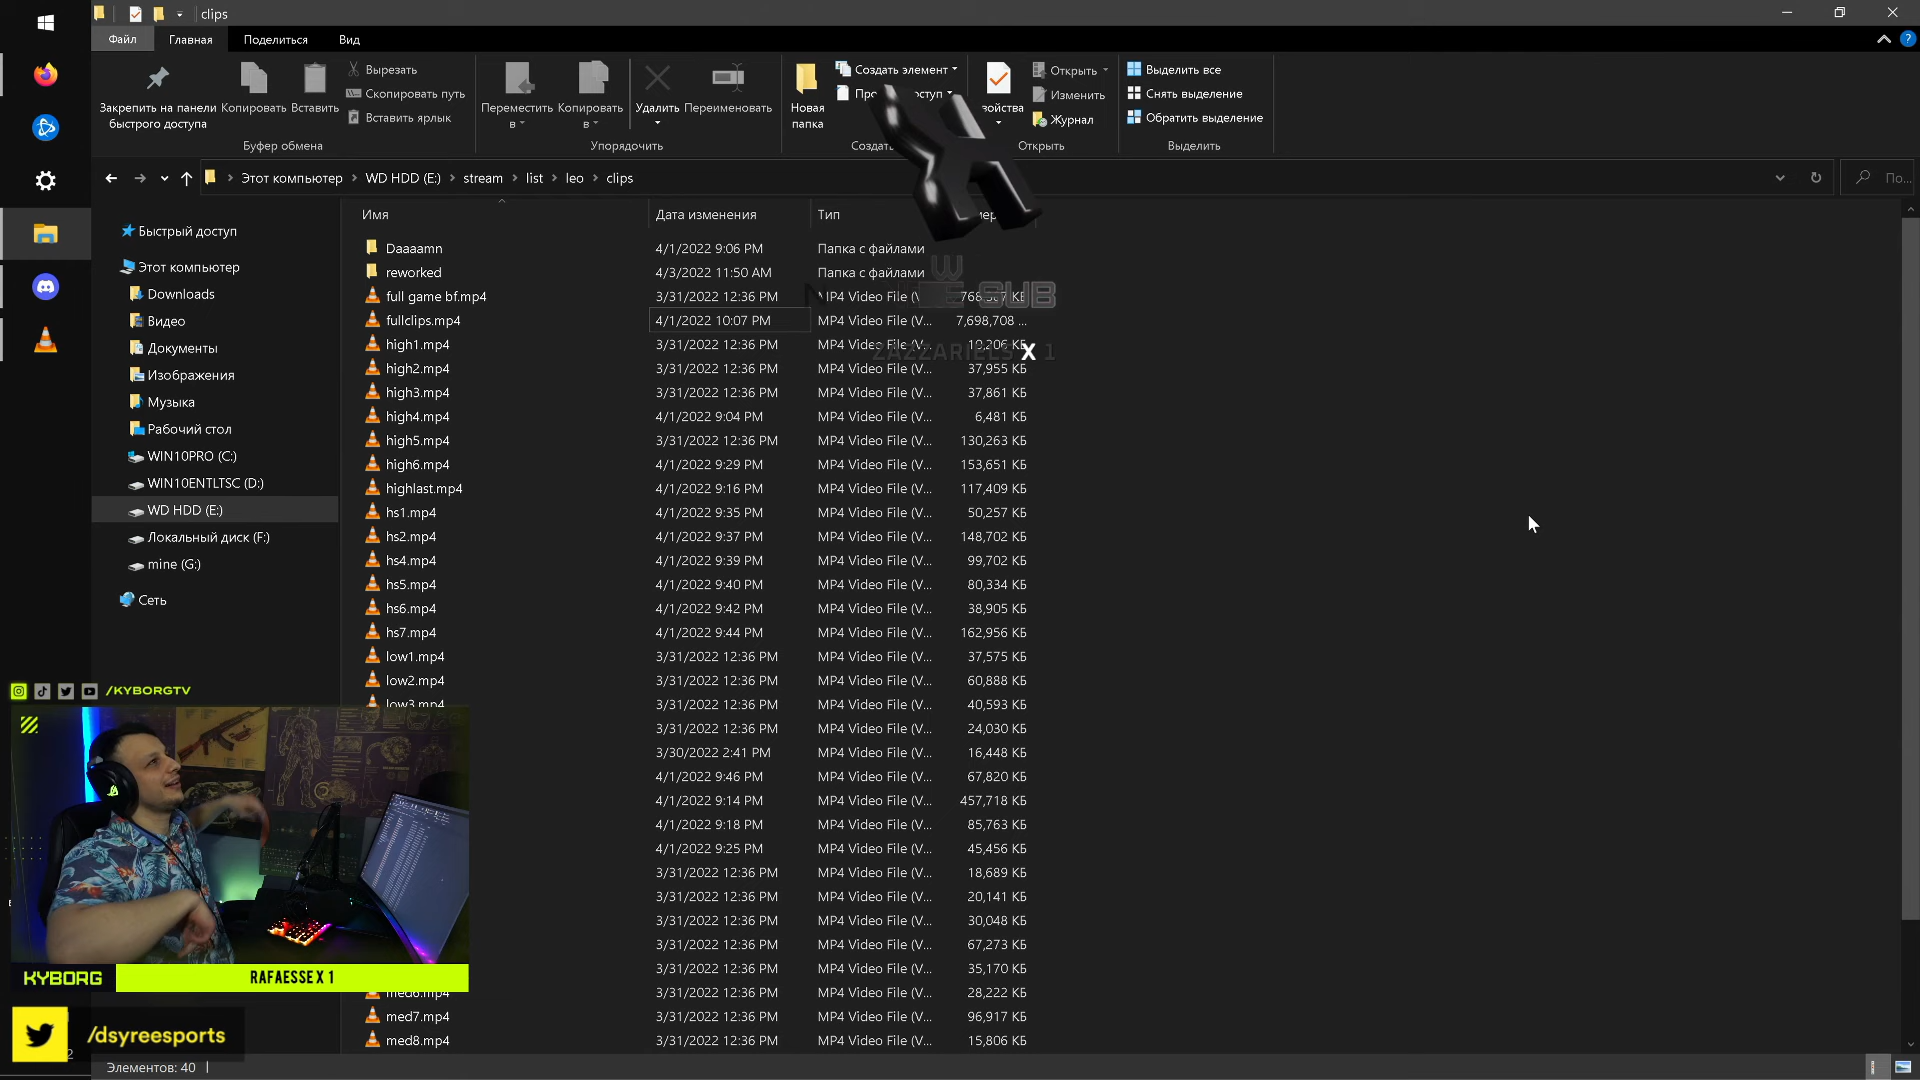 clips
Файл Главная Поделиться Вид
Закрепить на панели быстрого доступа
Копировать
Вставить
Вырезать
Скопировать путь
Вставить ярлык
Буфер обмена
Переместить в
Копировать в
Удалить
Переименовать
Упорядочить
Новая папка
Создать элемент
Создать
Открыть
Изменить
Журнал
Открыть
Выделить все
Снять выделение
Обратить выделение
Выделить
Этот компьютер > WD HDD (E:) > stream > list > leo > clips
По...
Быстрый доступ
Этот компьютер
Downloads
Видео
Документы
Изображения
Музыка
Рабочий стол
WIN10PRO (C:)
WIN10ENTLTSC (D:)
WD HDD (E:)
Локальный диск (F:)
mine (G:)
Сеть
Имя Дата изменения Тип
Daaaamn 4/1/2022 9:06 PM Папка с файлами
reworked 4/3/2022 11:50 AM Папка с файлами
full game bf.mp4 3/31/2022 12:36 PM MP4 Video File (V...
fullclips.mp4 4/1/2022 10:07 PM MP4 Video File (V... 7,698,708 ...
high1.mp4 3/31/2022 12:36 PM MP4 Video File (V...
high2.mp4 3/31/2022 12:36 PM MP4 Video File (V... 37,955 КБ
high3.mp4 3/31/2022 12:36 PM MP4 Video File (V... 37,861 КБ
high4.mp4 4/1/2022 9:04 PM MP4 Video File (V... 6,481 КБ
high5.mp4 3/31/2022 12:36 PM MP4 Video File (V... 130,263 КБ
high6.mp4 4/1/2022 9:29 PM MP4 Video File (V... 153,651 КБ
highlast.mp4 4/1/2022 9:16 PM MP4 Video File (V... 117,409 КБ
hs1.mp4 4/1/2022 9:35 PM MP4 Video File (V... 50,257 КБ
hs2.mp4 4/1/2022 9:37 PM MP4 Video File (V... 148,702 КБ
hs4.mp4 4/1/2022 9:39 PM MP4 Video File (V... 99,702 КБ
hs5.mp4 4/1/2022 9:40 PM MP4 Video File (V... 80,334 КБ
hs6.mp4 4/1/2022 9:42 PM MP4 Video File (V... 38,905 КБ
hs7.mp4 4/1/2022 9:44 PM MP4 Video File (V... 162,956 КБ
low1.mp4 3/31/2022 12:36 PM MP4 Video File (V... 37,575 КБ
low2.mp4 3/31/2022 12:36 PM MP4 Video File (V... 60,888 КБ
low3.mp4 3/31/2022 12:36 PM MP4 Video File (V... 40,593 КБ
3/31/2022 12:36 PM MP4 Video File (V... 24,030 КБ
3/30/2022 2:41 PM MP4 Video File (V... 16,448 КБ
4/1/2022 9:46 PM MP4 Video File (V... 67,820 КБ
4/1/2022 9:14 PM MP4 Video File (V... 457,718 КБ
4/1/2022 9:18 PM MP4 Video File (V... 85,763 КБ
4/1/2022 9:25 PM MP4 Video File (V... 45,456 КБ
3/31/2022 12:36 PM MP4 Video File (V... 18,689 КБ
3/31/2022 12:36 PM MP4 Video File (V... 20,141 КБ
3/31/2022 12:36 PM MP4 Video File (V... 30,048 КБ
3/31/2022 12:36 PM MP4 Video File (V... 67,273 КБ
3/31/2022 12:36 PM MP4 Video File (V... 35,170 КБ
med6.mp4 3/31/2022 12:36 PM MP4 Video File (V... 28,222 КБ
med7.mp4 3/31/2022 12:36 PM MP4 Video File (V... 96,917 КБ
med8.mp4 3/31/2022 12:36 PM MP4 Video File (V... 15,806 КБ
SUB
ZAZZARIELS X 1
/KYBORGTV
KYBORG RAFAESSE X 1
/dsyreesports
Элементов: 40